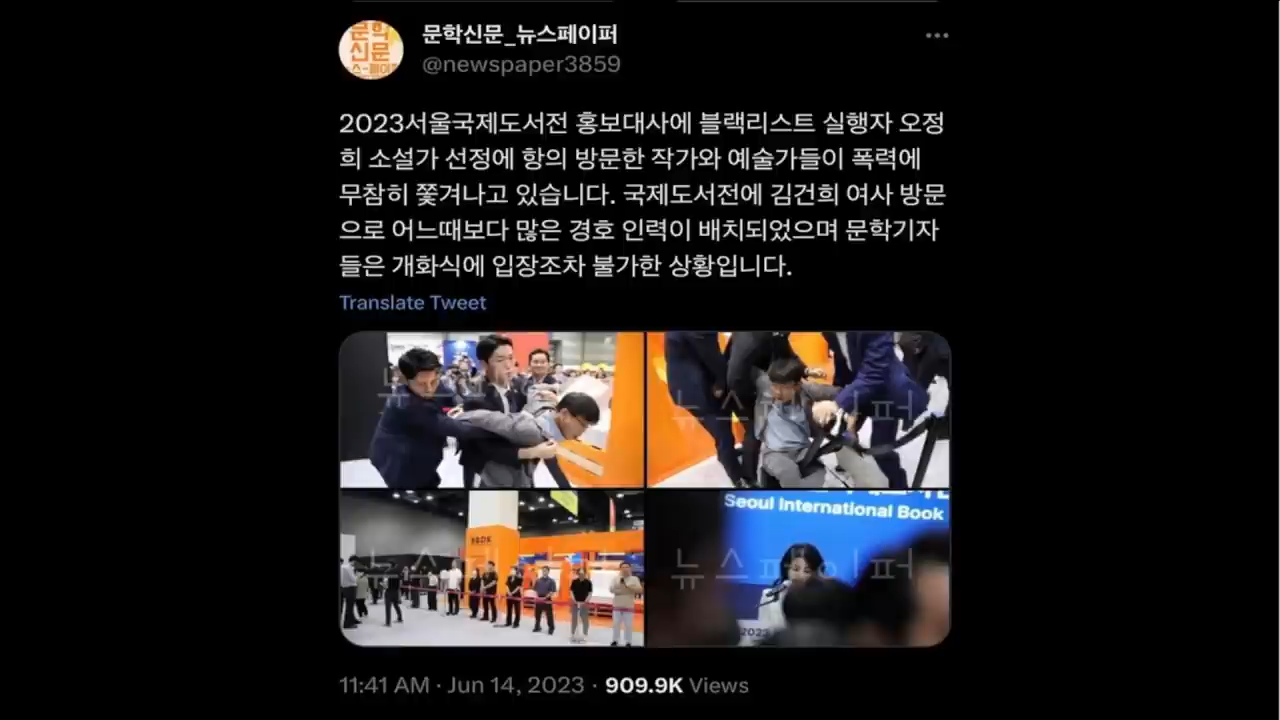 문학신문_뉴스페이퍼
@newspaper3859
2023서울국제도서전 홍보대사에 블랙리스트 실행자 오정
희 소설가 선정에 항의 방문한 작가와 예술가들이 폭력에
무참히 쫓겨나고 있습니다. 국제도서전에 김건희 여사 방문
으로 어느때보다 많은 경호 인력이 배치되었으며 문학기자
들은 개화식에 입장조차 불가한 상황입니다.
Translate Tweet
뉴스페이퍼
Seoul International Book
뉴스페이퍼
2023
11:41 AM · Jun 14, 2023 · 909.9K Views